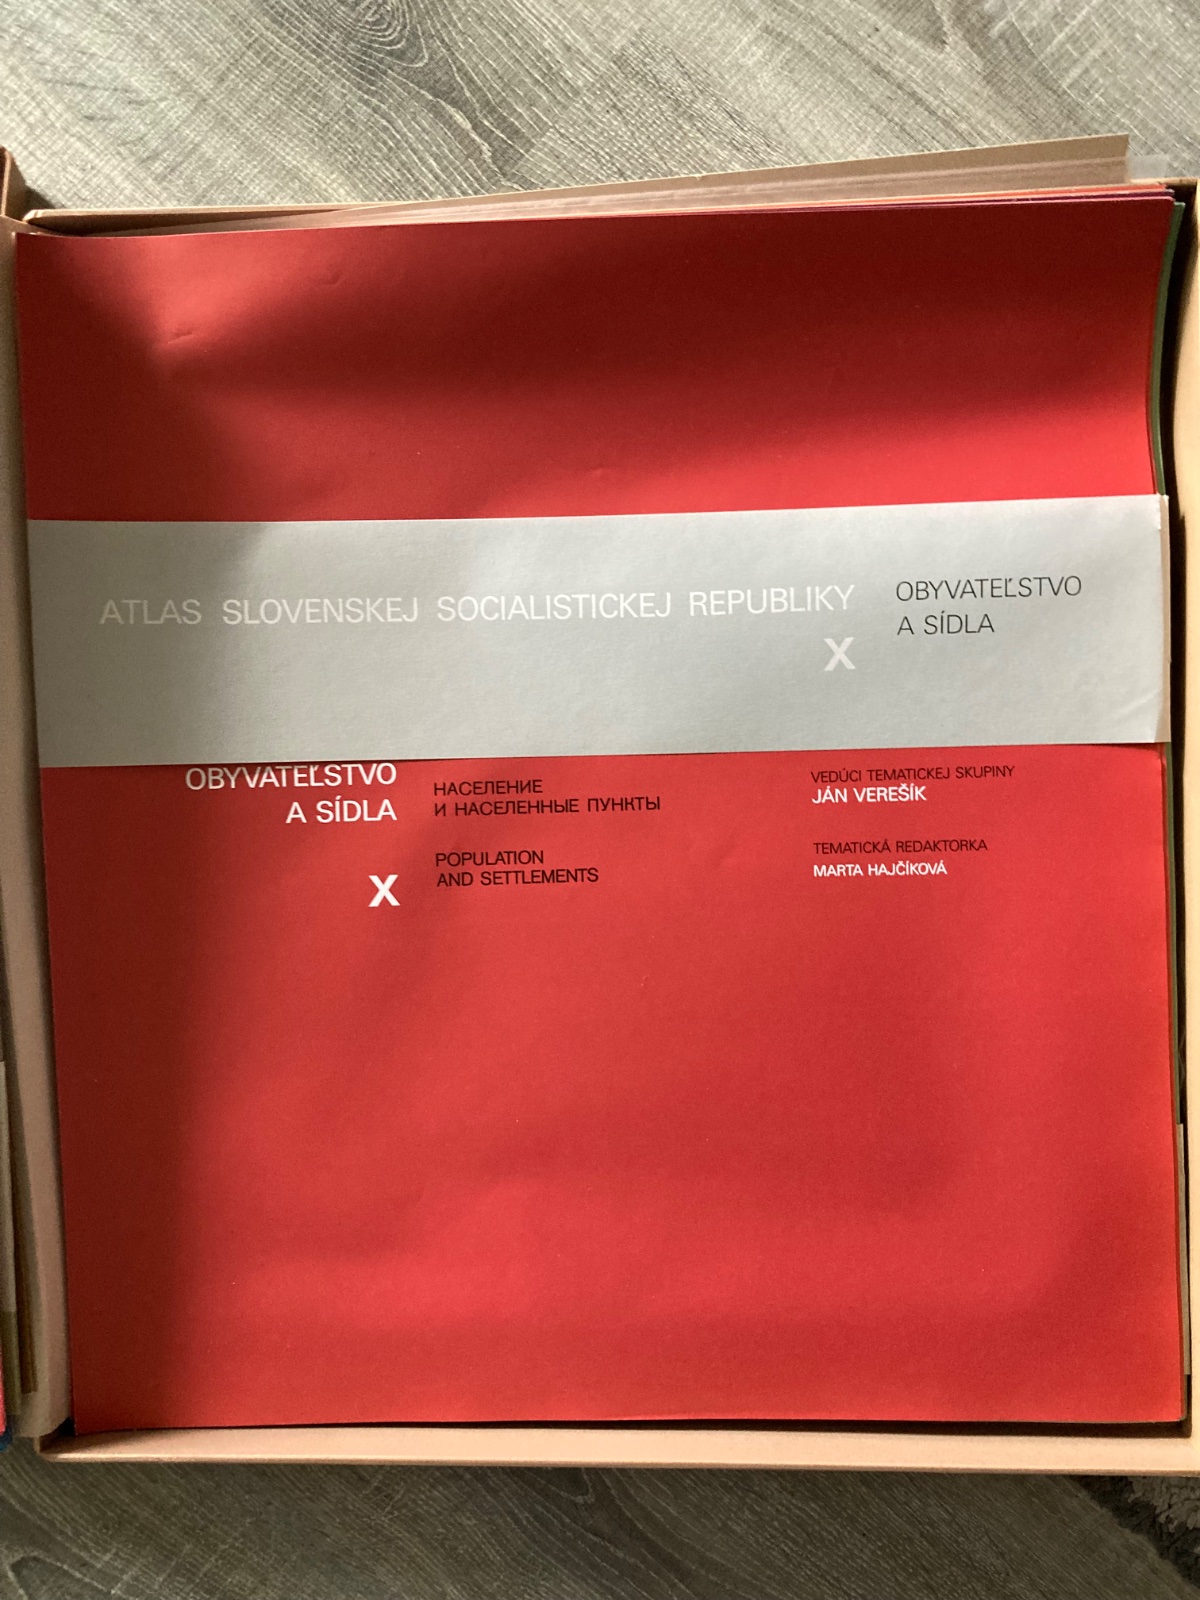 ATLAS SLOVENSKEJ SOCIALISTICKEJ REPUBLIKY
X
OBYVATEĽSTVO
A SÍDLA
OBYVATEĽSTVO
A SÍDLA
X
НАСЕЛЕНИЕ
И НАСЕЛЕННЫЕ ПУНКТЫ
POPULATION
AND SETTLEMENTS
VEDÚCI TEMATICKEJ SKUPINY
JÁN VEREŠÍK
TEMATICKÁ REDAKTORKA
MARTA HAJČÍKOVÁ